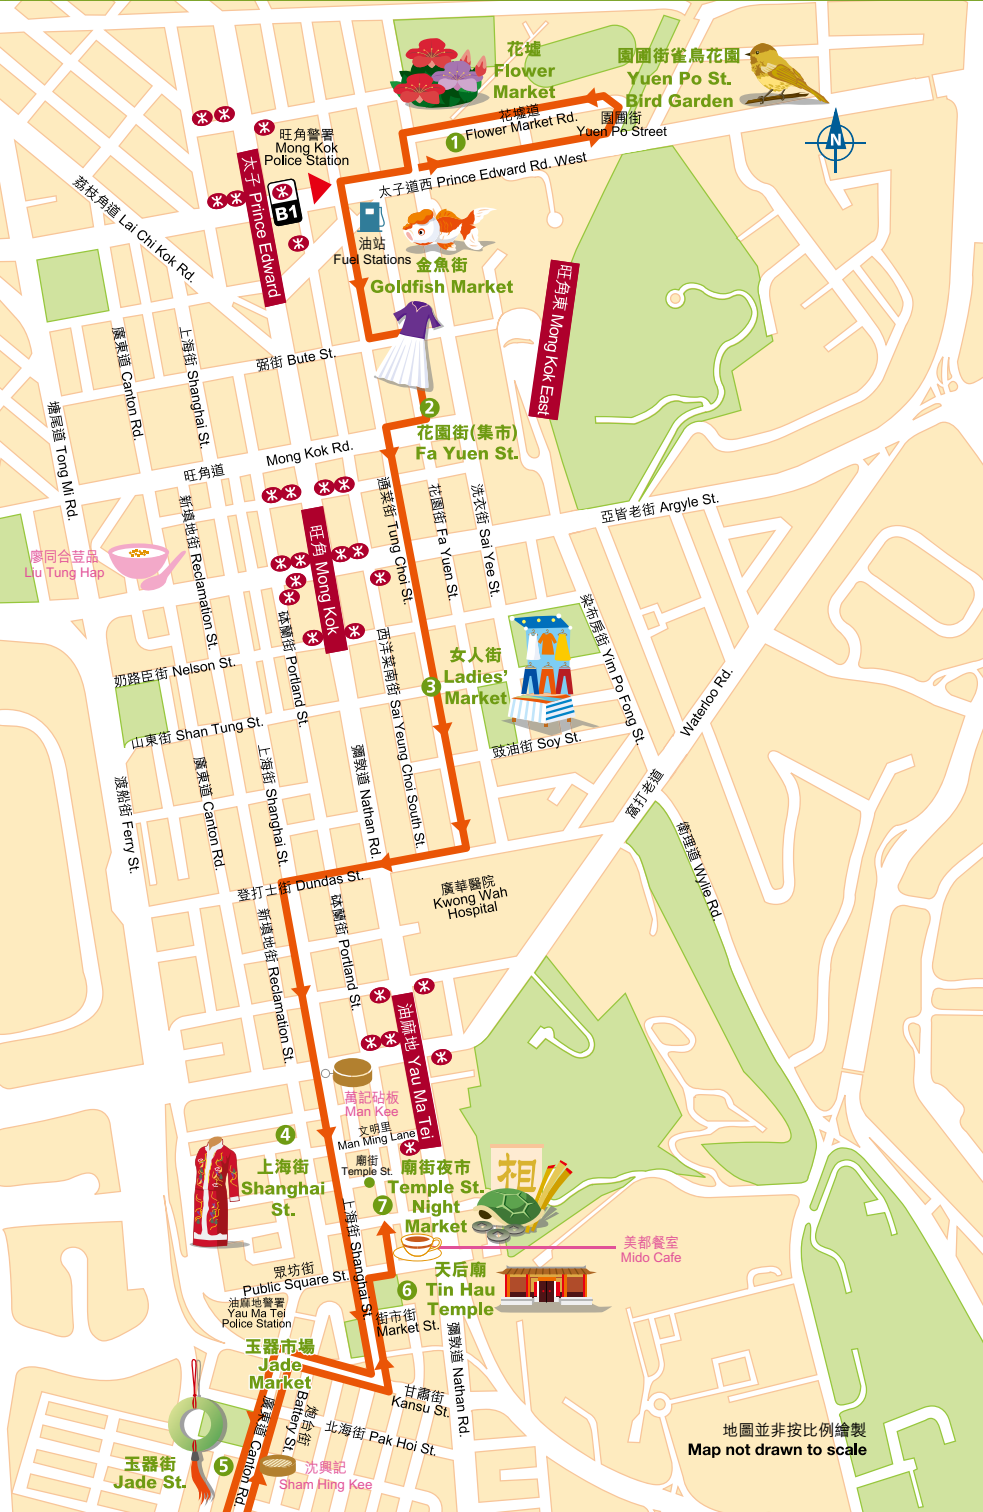 花墟
Flower
Market
園圃街雀鳥花園
Yuen Po St.
Bird Garden
花墟道
Flower Market Rd.
園圃街
Yuen Po Street
1
N
旺角警署
Mong Kok
Police Station
太子 Prince Edward
B1
太子道西 Prince Edward Rd. West
荔枝角道 Lai Chi Kok Rd.
油站
Fuel Stations
金魚街
Goldfish Market
旺角東 Mong Kok East
廣東道 Canton Rd.
上海街 Shanghai St.
弼街 Bute St.
塘尾道 Tong Mi Rd.
2
花園街(集市)
Fa Yuen St.
旺角道 Mong Kok Rd.
新填地街 Reclamation St.
旺角 Mong Kok
通菜街 Tung Choi St.
花園街 Fa Yuen St.
洗衣街 Sai Yee St.
亞皆老街 Argyle St.
廖同合荳品
Liu Tung Hap
砵蘭街 Portland St.
西洋菜南街 Sai Yeung Choi South St.
染布房街 Yim Po Fong St.
奶路臣街 Nelson St.
女人街
Ladies'
Market
3
山東街 Shan Tung St.
豉油街 Soy St.
窩打老道 Waterloo Rd.
渡船街 Ferry St.
廣東道 Canton Rd.
上海街 Shanghai St.
彌敦道 Nathan Rd.
衛理道 Wylie Rd.
登打士街 Dundas St.
廣華醫院
Kwong Wah
Hospital
新填地街 Reclamation St.
砵蘭街 Portland St.
油麻地 Yau Ma Tei
萬記砧板
Man Kee
文明里
Man Ming Lane
4
上海街
Shanghai
St.
廟街
Temple St.
廟街夜市
Temple St.
Night
Market
7
祖
上海街 Shanghai St.
美都餐室
Mido Cafe
眾坊街
Public Square St.
天后廟
Tin Hau
Temple
6
油麻地警署
Yau Ma Tei
Police Station
街市街
Market St.
彌敦道 Nathan Rd.
玉器市場
Jade
Market
甘肅街
Kansu St.
炮台街
Battery St.
廣東道 Canton Rd.
北海街 Pak Hoi St.
玉器街
Jade St.
5
沈興記
Sham Hing Kee
地圖並非按比例繪製
Map not drawn to scale